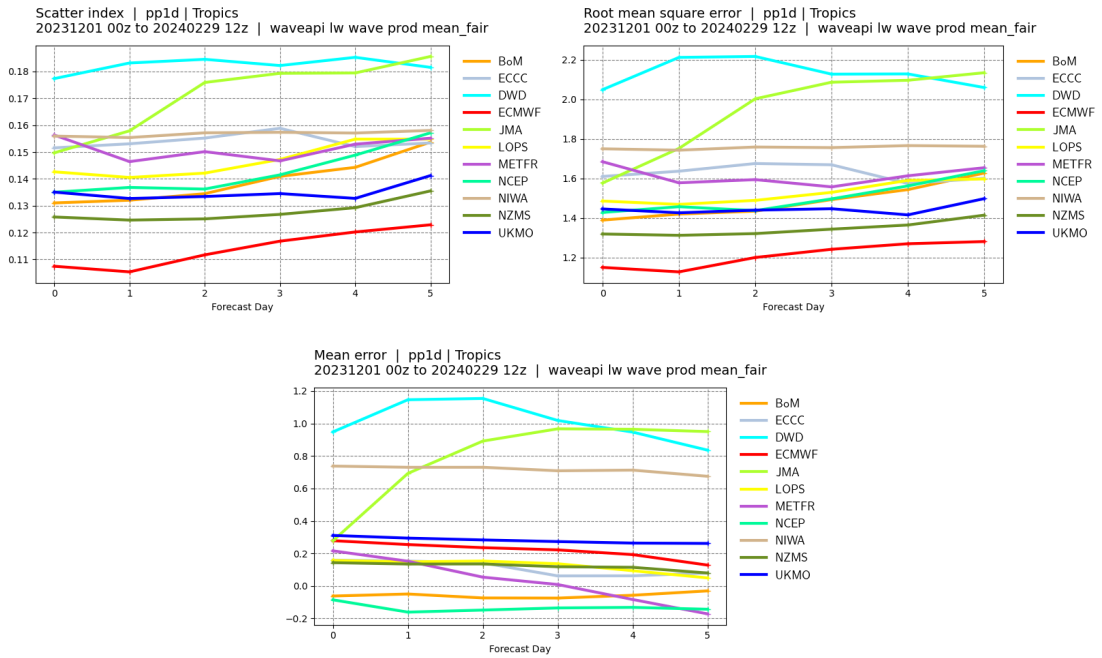 Scatter index | pp1d | Tropics
20231201 00z to 20240229 12z | waveapi lw wave prod mean_fair
0.18
0.17
0.16
0.15
0.14
0.13
0.12
0.11
0 1 2 3 4 5
Forecast Day
BoM
ECCC
DWD
ECMWF
JMA
LOPS
METFR
NCEP
NIWA
NZMS
UKMO
Root mean square error | pp1d | Tropics
20231201 00z to 20240229 12z | waveapi lw wave prod mean_fair
2.2
2.0
1.8
1.6
1.4
1.2
0 1 2 3 4 5
Forecast Day
BoM
ECCC
DWD
ECMWF
JMA
LOPS
METFR
NCEP
NIWA
NZMS
UKMO
Mean error | pp1d | Tropics
20231201 00z to 20240229 12z | waveapi lw wave prod mean_fair
1.2
1.0
0.8
0.6
0.4
0.2
0.0
−0.2
0 1 2 3 4 5
Forecast Day
BoM
ECCC
DWD
ECMWF
JMA
LOPS
METFR
NCEP
NIWA
NZMS
UKMO